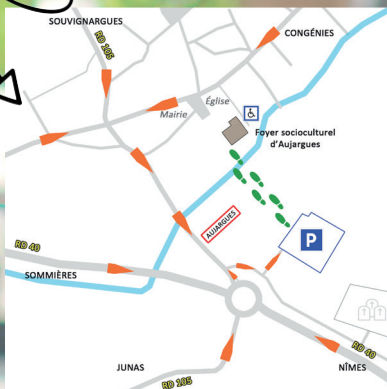 SOUVIGNARGUES
RD 105
CONGÉNIES
Église
Mairie
Foyer socioculturel
d'Aujargues
AUJARGUES
P
RD 40
SOMMIÈRES
JUNAS
RD 105
RD 40
NÎMES